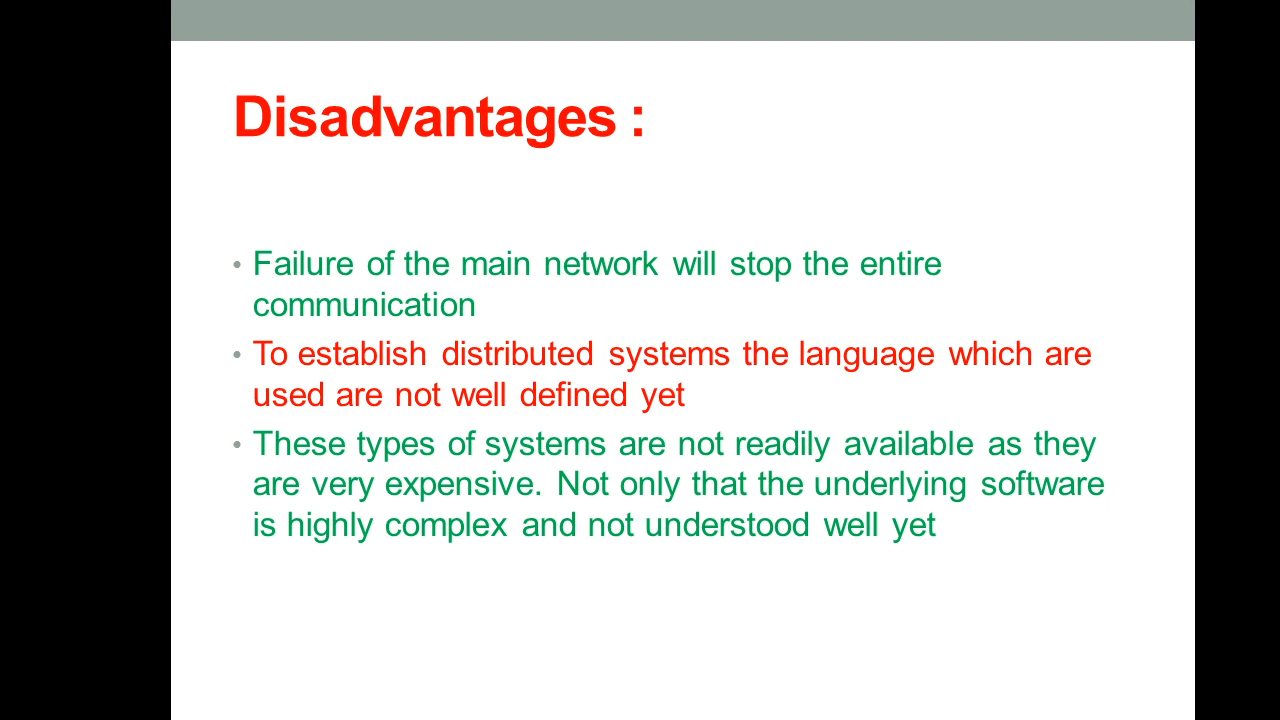 Disadvantages :
• Failure of the main network will stop the entire
communication
• To establish distributed systems the language which are
used are not well defined yet
• These types of systems are not readily available as they
are very expensive. Not only that the underlying software
is highly complex and not understood well yet